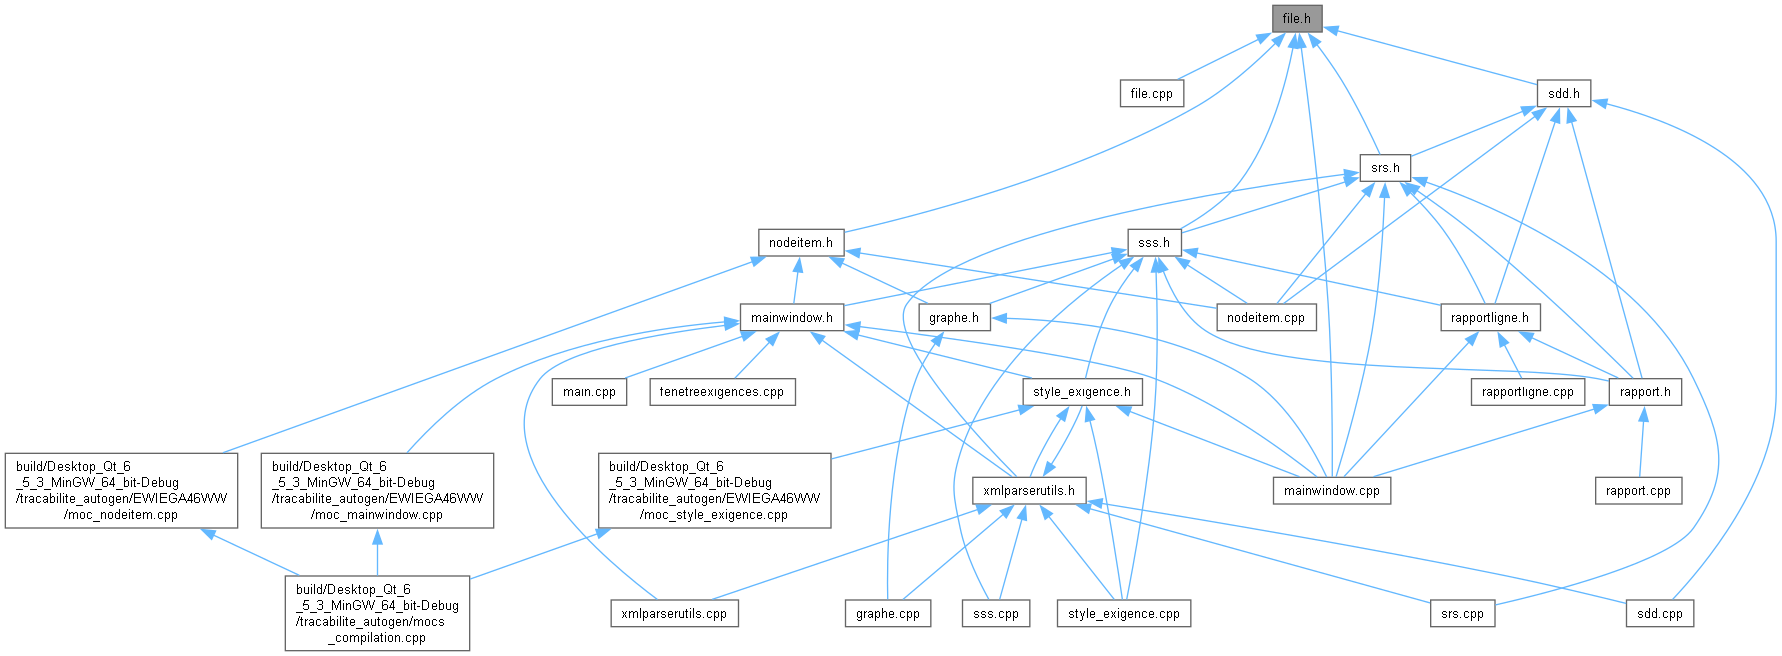 file.h
file.cpp
sdd.h
srs.h
nodeitem.h
sss.h
mainwindow.h
graphe.h
nodeitem.cpp
rapportligne.h
main.cpp
fenetreexigences.cpp
style_exigence.h
rapportligne.cpp
rapport.h
build/Desktop_Qt_6
_5_3_MinGW_64_bit-Debug
/tracabilite_autogen/EWIEGA46WW
/moc_nodeitem.cpp
build/Desktop_Qt_6
_5_3_MinGW_64_bit-Debug
/tracabilite_autogen/EWIEGA46WW
/moc_mainwindow.cpp
build/Desktop_Qt_6
_5_3_MinGW_64_bit-Debug
/tracabilite_autogen/EWIEGA46WW
/moc_style_exigence.cpp
xmlparserutils.h
mainwindow.cpp
rapport.cpp
build/Desktop_Qt_6
_5_3_MinGW_64_bit-Debug
/tracabilite_autogen/mocs
_compilation.cpp
xmlparserutils.cpp
graphe.cpp
sss.cpp
style_exigence.cpp
srs.cpp
sdd.cpp